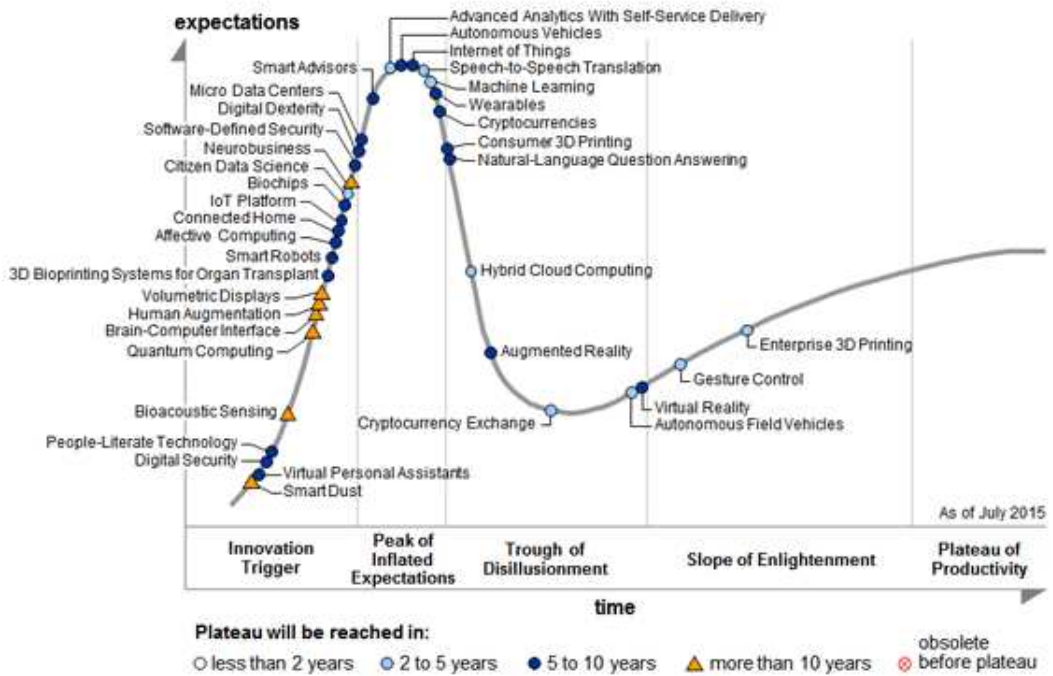 expectations
Advanced Analytics With Self-Service Delivery
Autonomous Vehicles
Internet of Things
Speech-to-Speech Translation
Machine Learning
Wearables
Cryptocurrencies
Consumer 3D Printing
Natural-Language Question Answering
Smart Advisors
Micro Data Centers
Digital Dexterity
Software-Defined Security
Neurobusiness
Citizen Data Science
Biochips
IoT Platform
Connected Home
Affective Computing
Smart Robots
3D Bioprinting Systems for Organ Transplant
Volumetric Displays
Human Augmentation
Brain-Computer Interface
Quantum Computing
Bioacoustic Sensing
People-Literate Technology
Digital Security
Virtual Personal Assistants
Smart Dust
Hybrid Cloud Computing
Augmented Reality
Cryptocurrency Exchange
Enterprise 3D Printing
Gesture Control
Virtual Reality
Autonomous Field Vehicles
As of July 2015
Innovation
Trigger
Peak of
Inflated
Expectations
Trough of
Disillusionment
Slope of Enlightenment
Plateau of
Productivity
time
Plateau will be reached in:
less than 2 years
2 to 5 years
5 to 10 years
more than 10 years
obsolete
before plateau